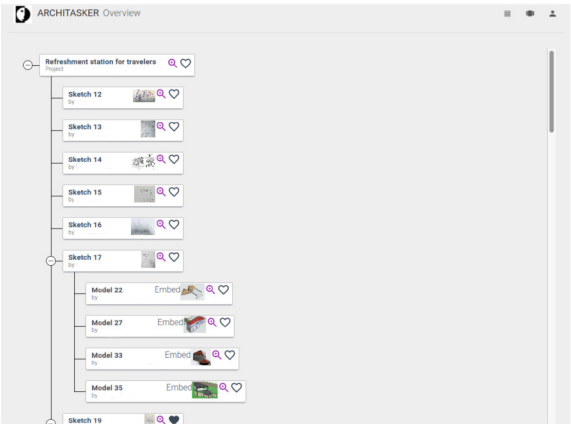 ARCHITASKER Overview
Refreshment station for travelers
Project
Sketch 12
by
Sketch 13
by
Sketch 14
by
Sketch 15
by
Sketch 16
by
Sketch 17
by
Model 22 Embed
by
Model 27 Embed
by
Model 33 Embed
by
Model 35 Embed
by
Sketch 19